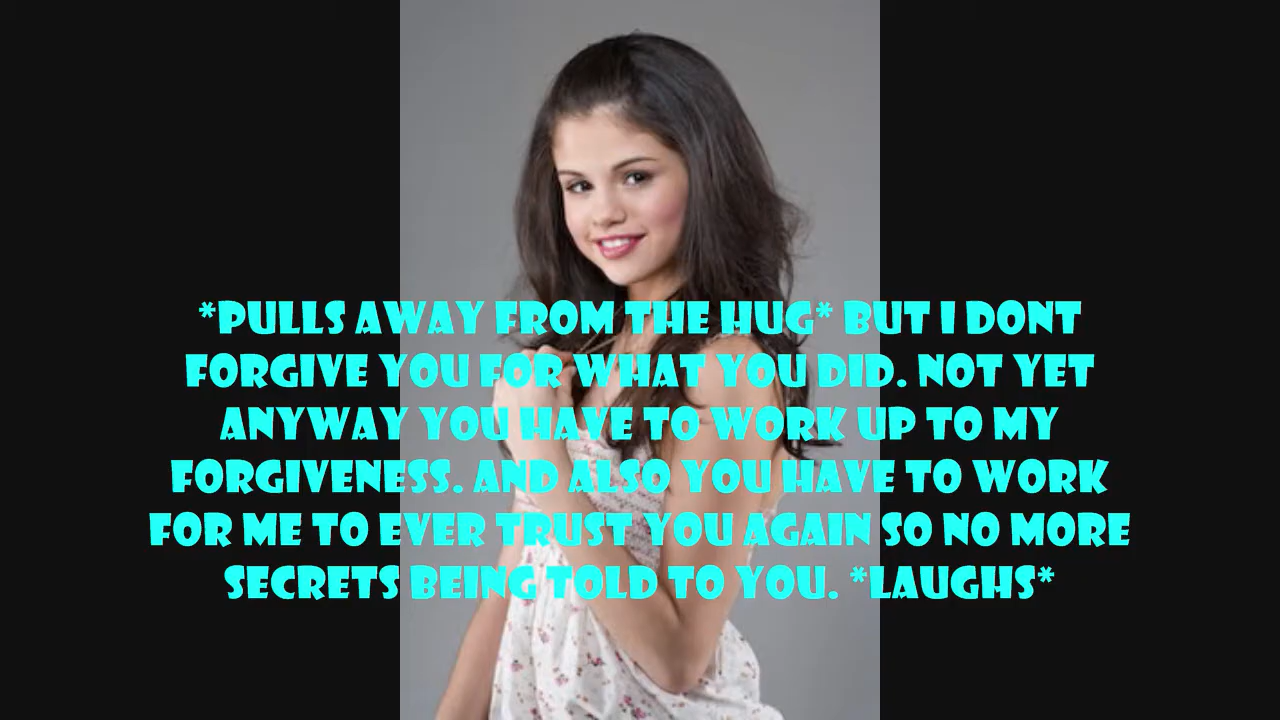 *PULLS AWAY FROM THE HUG* BUT I DONT
FORGIVE YOU FOR WHAT YOU DID. NOT YET
ANYWAY YOU HAVE TO WORK UP TO MY
FORGIVENESS. AND ALSO YOU HAVE TO WORK
FOR ME TO EVER TRUST YOU AGAIN SO NO MORE
SECRETS BEING TOLD TO YOU. *LAUGHS*